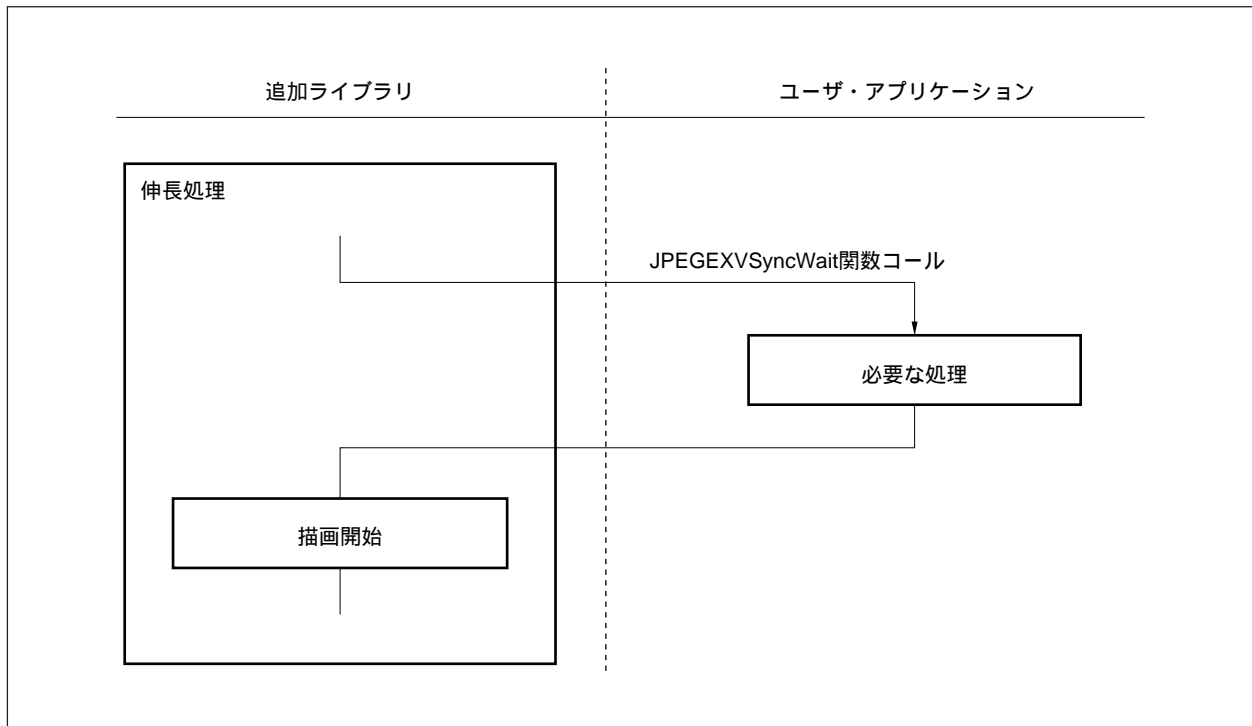 追加ライブラリ
ユーザ・アプリケーション
伸長処理
JPEGEXVSyncWait関数コール
必要な処理
描画開始